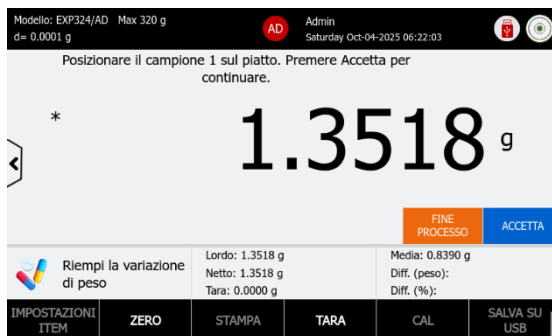 Modello: EXP324/AD Max 320 g
d= 0.0001 g
AD
Admin
Saturday Oct-04-2025 06:22:03
Posizionare il campione 1 sul piatto. Premere Accetta per
continuare.
*
1.3518 g
FINE
PROCESSO
ACCETTA
Riempi la variazione
di peso
Lordo: 1.3518 g
Netto: 1.3518 g
Tara: 0.0000 g
Media: 0.8390 g
Diff. (peso):
Diff. (%):
IMPOSTAZIONI
ITEM
ZERO
STAMPA
TARA
CAL
SALVA SU
USB